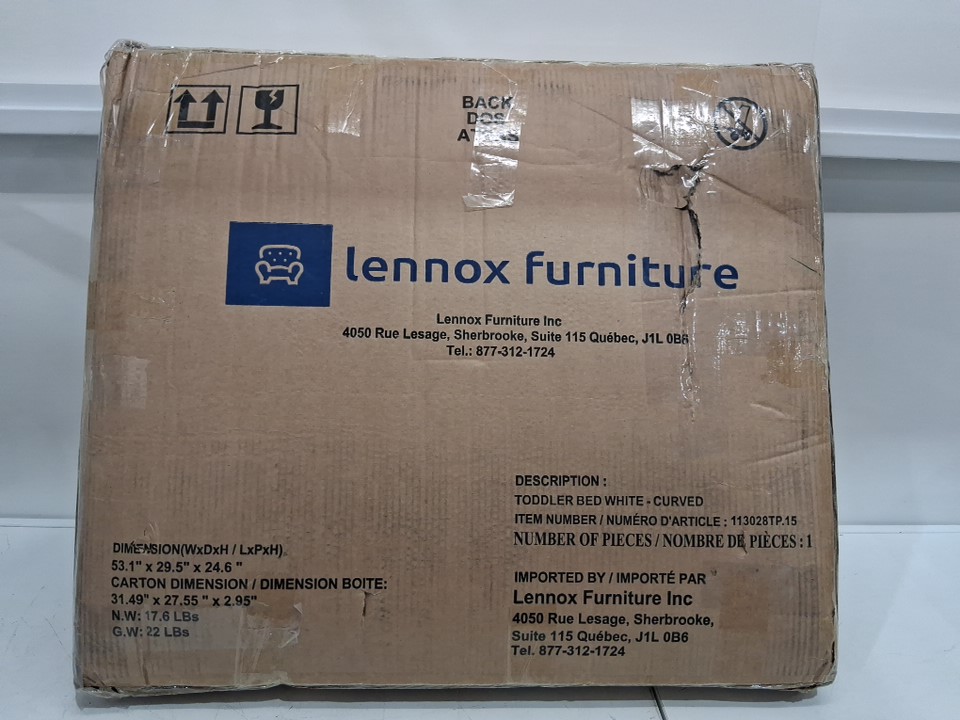 BACK
DOS
lennox furniture
Lennox Furniture Inc
4050 Rue Lesage, Sherbrooke, Suite 115 Québec, J1L 0B6
Tel.: 877-312-1724
DESCRIPTION :
TODDLER BED WHITE - CURVED
ITEM NUMBER / NUMÉRO D'ARTICLE : 113028TP.15
NUMBER OF PIECES / NOMBRE DE PIÈCES : 1
DIMENSION(WxDxH / LxPxH)
53.1" x 29.5" x 24.6 "
CARTON DIMENSION / DIMENSION BOITE:
31.49" x 27.55 " x 2.95"
N.W: 17.6 LBs
G.W: 22 LBs
IMPORTED BY / IMPORTÉ PAR
Lennox Furniture Inc
4050 Rue Lesage, Sherbrooke,
Suite 115 Québec, J1L 0B6
Tel. 877-312-1724